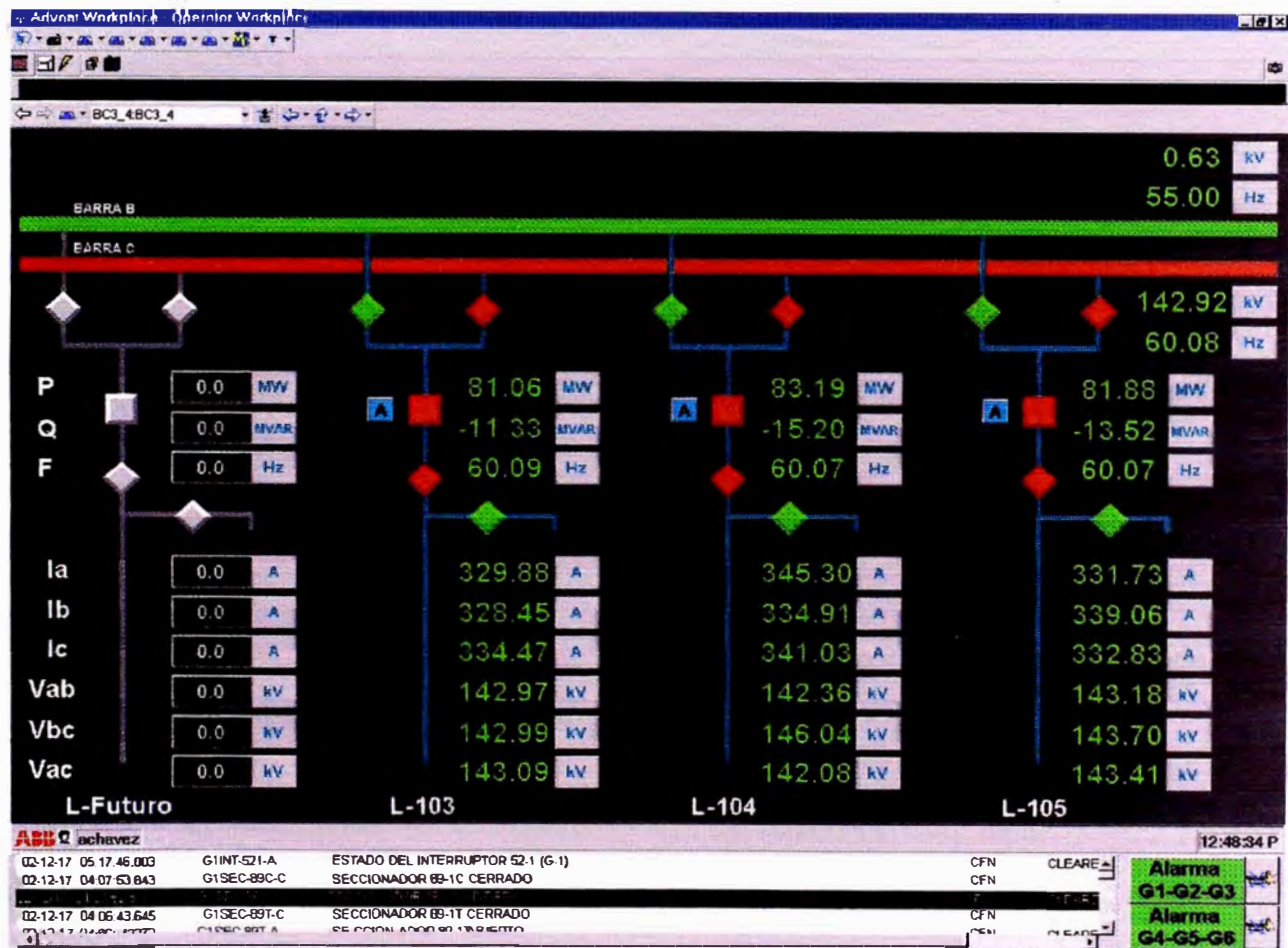 Advant Workplace - Operator Workplace
BC3_4:BC3_4
0.63 kV
55.00 Hz
BARRA B
BARRA C
142.92 kV
60.08 Hz
P 0.0 MW 81.06 MW 83.19 MW 81.88 MW
A A A
Q 0.0 MVAR -11.33 MVAR -15.20 MVAR -13.52 MVAR
F 0.0 Hz 60.09 Hz 60.07 Hz 60.07 Hz
Ia 0.0 A 329.88 A 345.30 A 331.73 A
Ib 0.0 A 328.45 A 334.91 A 339.06 A
Ic 0.0 A 334.47 A 341.03 A 332.83 A
Vab 0.0 kV 142.97 kV 142.36 kV 143.18 kV
Vbc 0.0 kV 142.99 kV 146.04 kV 143.70 kV
Vac 0.0 kV 143.09 kV 142.08 kV 143.41 kV
L-Futuro L-103 L-104 L-105
ABB achavez 12:48:34 P
02-12-17 05:17:46.003 G1INT-521-A ESTADO DEL INTERRUPTOR 52-1 (G-1) CFN CLEARE
02-12-17 04:07:53.843 G1SEC-89C-C SECCIONADOR 89-1C CERRADO CFN
02-12-17 04:06:43.645 G1SEC-89T-C SECCIONADOR 89-1T CERRADO CFN
Alarma
G1-G2-G3
Alarma
G4-G5-G6